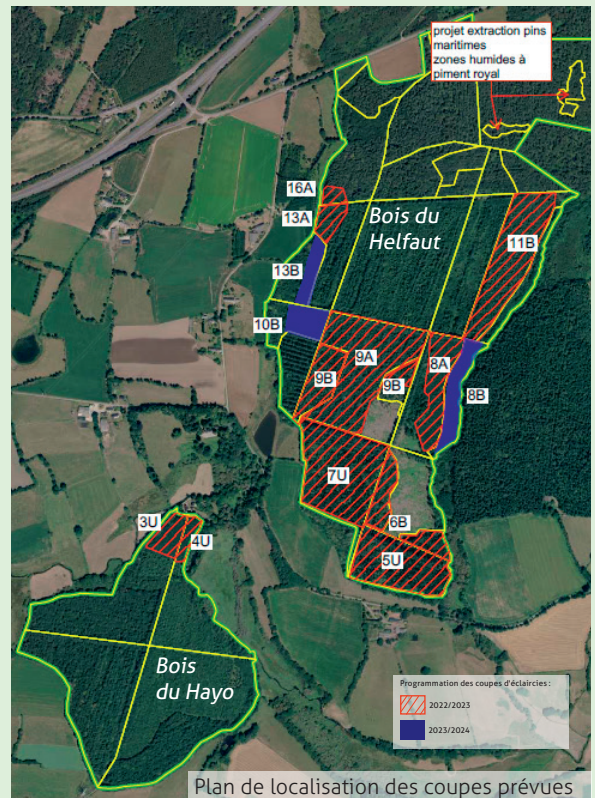 projet extraction pins
maritimes
zones humides à
piment royal
16A
13A
Bois du
Helfaut
11B
13B
10B
9A
8A
9B
9B
8B
7U
6B
3U
4U
5U
Bois
du Hayo
Programmation des coupes d'éclaircies :
2022/2023
2023/2024
Plan de localisation des coupes prévues